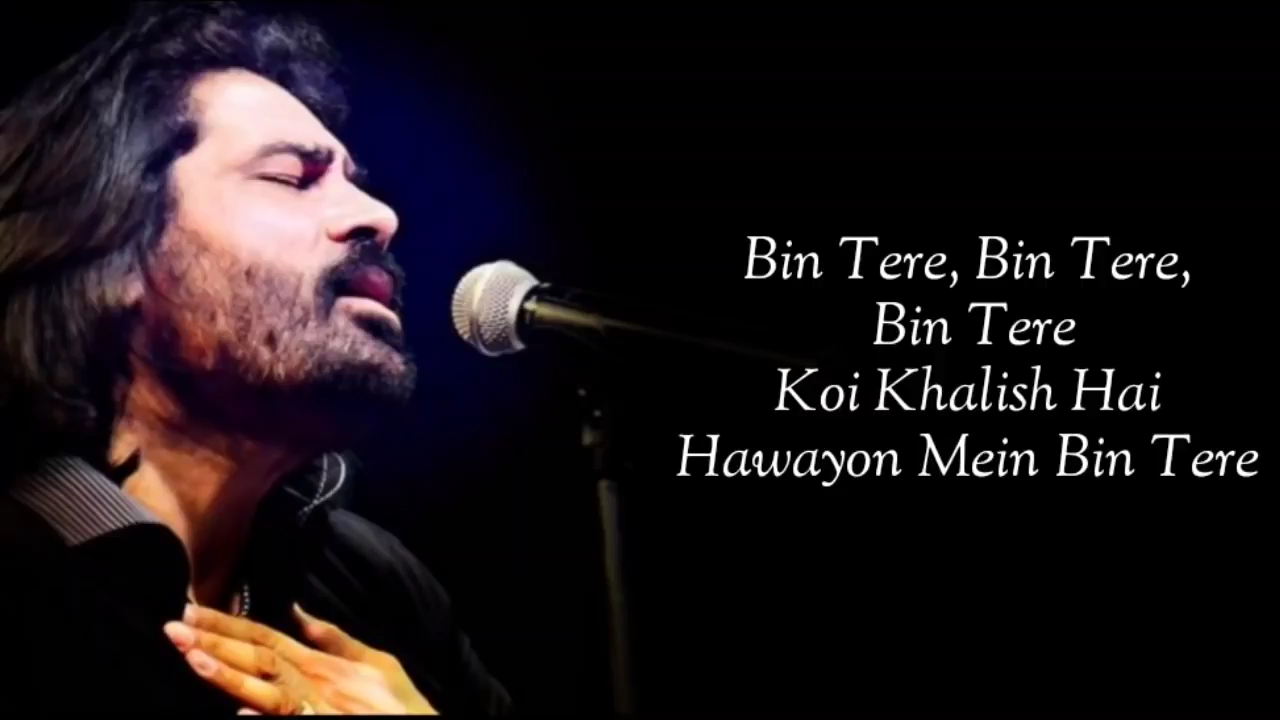 Bin Tere, Bin Tere,
Bin Tere
Koi Khalish Hai
Hawayon Mein Bin Tere